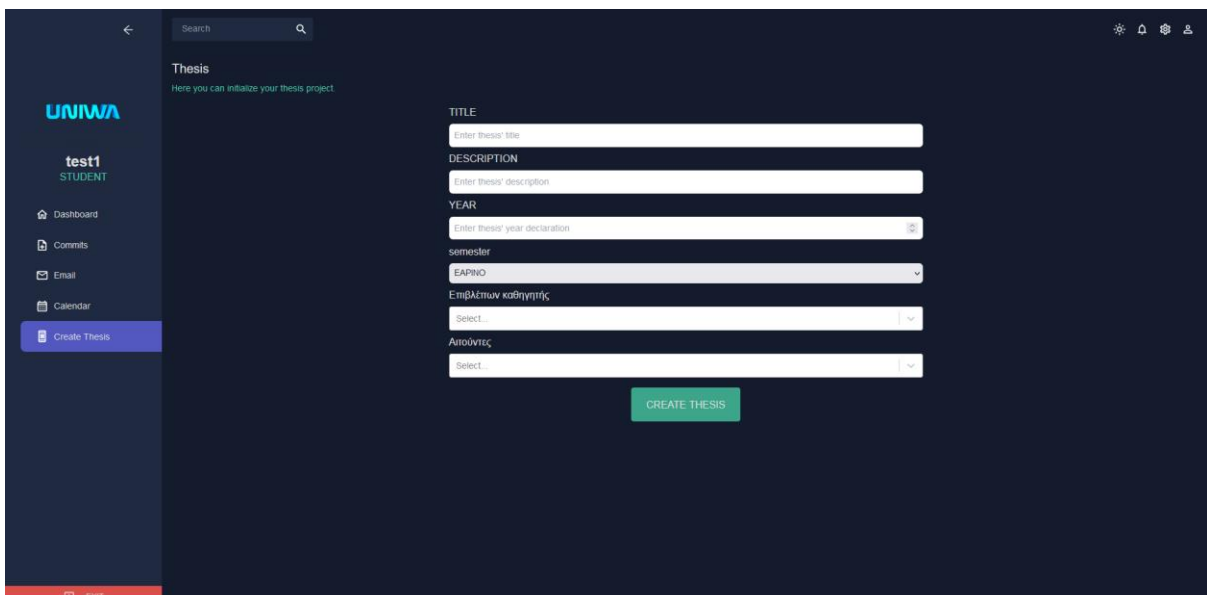 Search
Thesis
Here you can initialize your thesis project.
UNIWA
test1
STUDENT
Dashboard
Commits
Email
Calendar
Create Thesis
TITLE
Enter thesis' title
DESCRIPTION
Enter thesis' description
YEAR
Enter thesis' year declaration
semester
ΕΑΡΙΝΟ
Επιβλέπων καθηγητής
Select...
Αιτούντες
Select...
CREATE THESIS